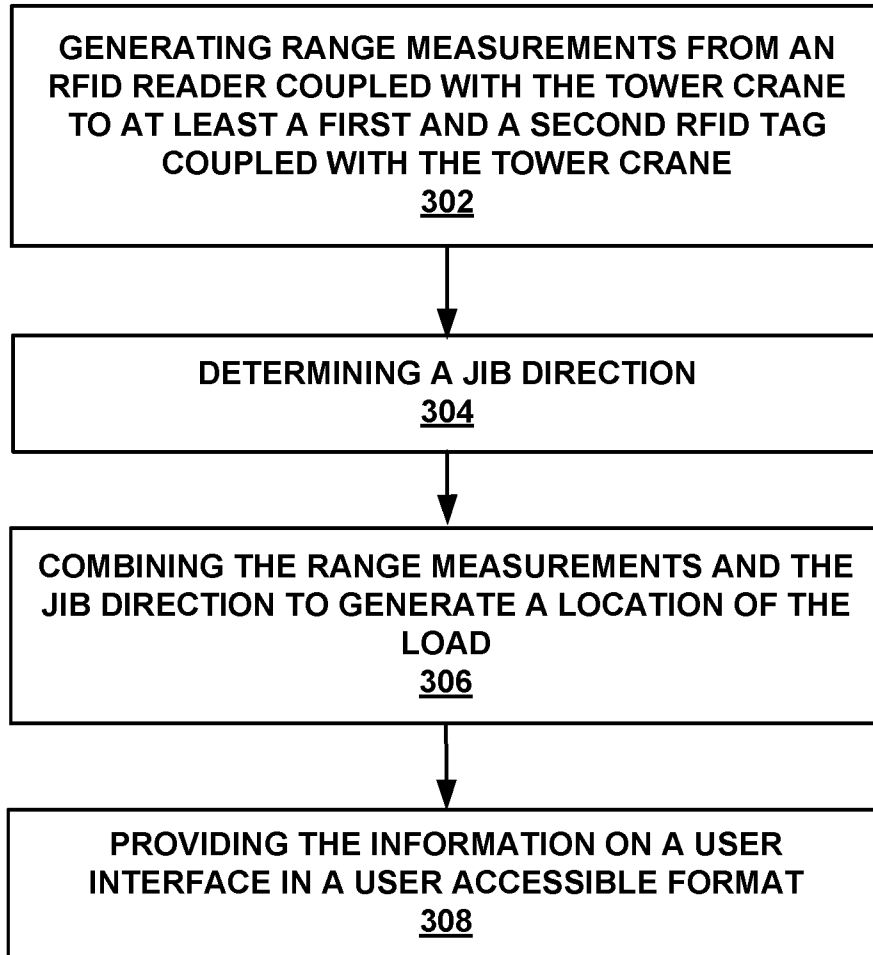 GENERATING RANGE MEASUREMENTS FROM AN
RFID READER COUPLED WITH THE TOWER CRANE
TO AT LEAST A FIRST AND A SECOND RFID TAG
COUPLED WITH THE TOWER CRANE
302
DETERMINING A JIB DIRECTION
304
COMBINING THE RANGE MEASUREMENTS AND THE
JIB DIRECTION TO GENERATE A LOCATION OF THE
LOAD
306
PROVIDING THE INFORMATION ON A USER
INTERFACE IN A USER ACCESSIBLE FORMAT
308